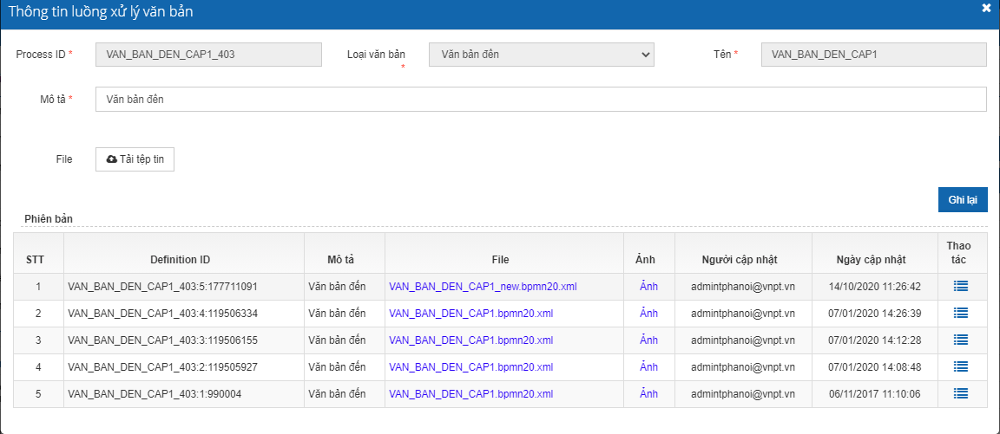 Thông tin luồng xử lý văn bản
Process ID * VAN_BAN_DEN_CAP1_403 Loại văn bản * Văn bản đến Tên * VAN_BAN_DEN_CAP1
Mô tả * Văn bản đến
File Tải tệp tin
Ghi lại
Phiên bản
STT Definition ID Mô tả File Ảnh Người cập nhật Ngày cập nhật Thao tác
1 VAN_BAN_DEN_CAP1_403:5:177711091 Văn bản đến VAN_BAN_DEN_CAP1_new.bpmn20.xml Ảnh admintphanoi@vnpt.vn 14/10/2020 11:26:42
2 VAN_BAN_DEN_CAP1_403:4:119506334 Văn bản đến VAN_BAN_DEN_CAP1.bpmn20.xml Ảnh admintphanoi@vnpt.vn 07/01/2020 14:26:39
3 VAN_BAN_DEN_CAP1_403:3:119506155 Văn bản đến VAN_BAN_DEN_CAP1.bpmn20.xml Ảnh admintphanoi@vnpt.vn 07/01/2020 14:12:28
4 VAN_BAN_DEN_CAP1_403:2:119505927 Văn bản đến VAN_BAN_DEN_CAP1.bpmn20.xml Ảnh admintphanoi@vnpt.vn 07/01/2020 14:08:48
5 VAN_BAN_DEN_CAP1_403:1:990004 Văn bản đến VAN_BAN_DEN_CAP1.bpmn20.xml Ảnh admintphanoi@vnpt.vn 06/11/2017 11:10:06